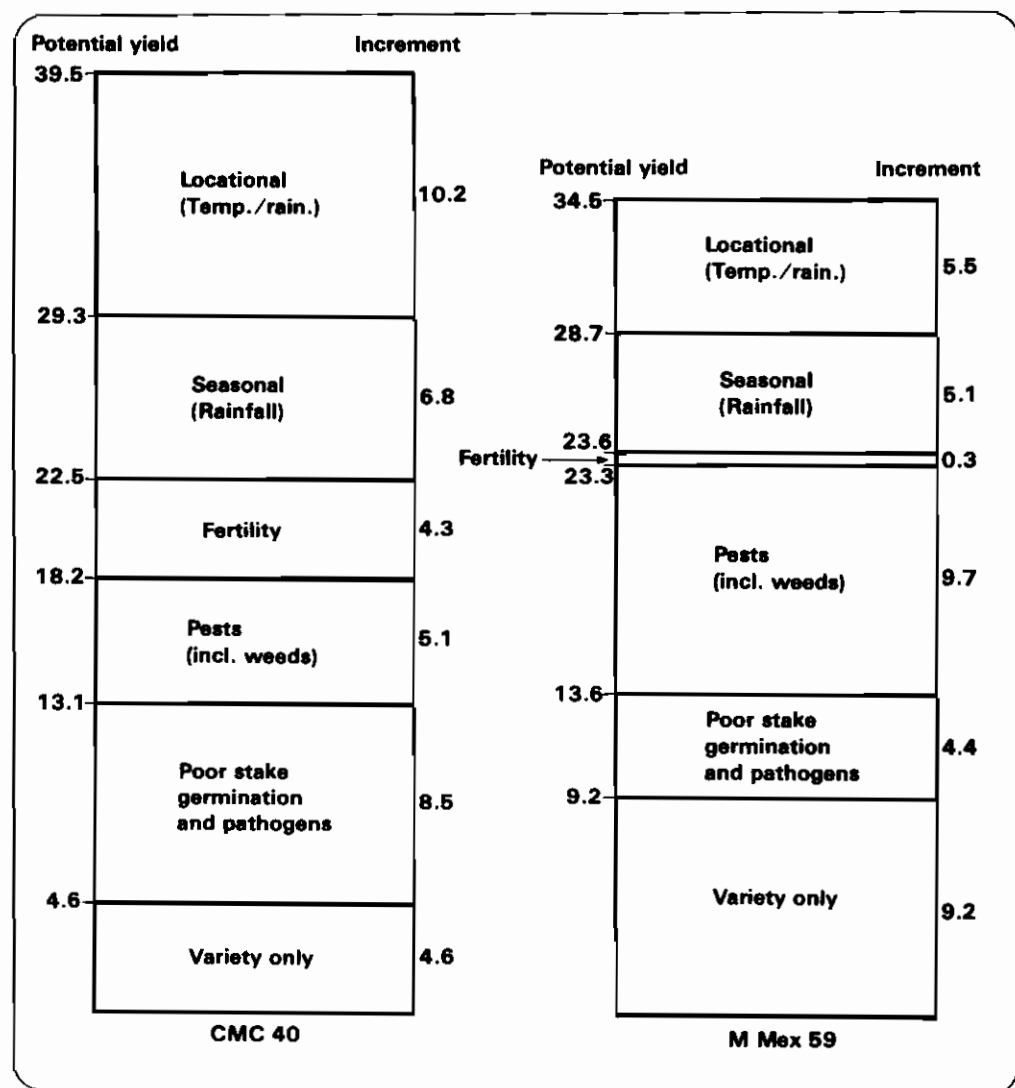 Potential yield Increment
39.5
Locational
(Temp./rain.)
10.2
29.3
Seasonal
(Rainfall)
6.8
22.5
Fertility
4.3
18.2
Pests
(incl. weeds)
5.1
13.1
Poor stake
germination
and pathogens
8.5
4.6
Variety only
4.6
CMC 40
Potential yield Increment
34.5
Locational
(Temp./rain.)
5.5
28.7
Seasonal
(Rainfall)
5.1
23.6
Fertility
0.3
23.3
Pests
(incl. weeds)
9.7
13.6
Poor stake
germination
and pathogens
4.4
9.2
Variety only
9.2
M Mex 59